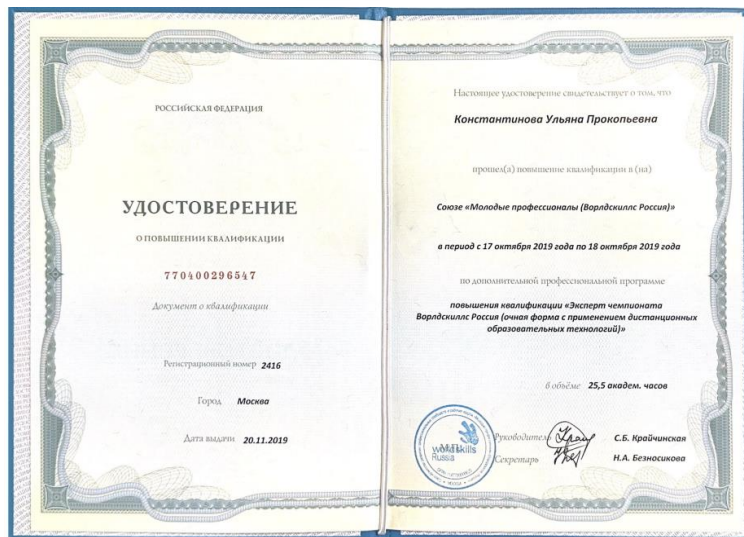 РОССИЙСКАЯ ФЕДЕРАЦИЯ
УДОСТОВЕРЕНИЕ
О ПОВЫШЕНИИ КВАЛИФИКАЦИИ
770400296547
Документ о квалификации
Регистрационный номер 2416
Город Москва
Дата выдачи 20.11.2019
Настоящее удостоверение свидетельствует о том, что
Константинова Ульяна Прокопьевна
прошел(а) повышение квалификации в (на)
Союзе «Молодые профессионалы (Ворлдскиллс Россия)»
в период с 17 октября 2019 года по 18 октября 2019 года
по дополнительной профессиональной программе
повышения квалификации «Эксперт чемпионата
Ворлдскиллс Россия (очная форма с применением дистанционных
образовательных технологий)»
в объёме 25,5 академ. часов
Руководитель С.Б. Крайчинская
М.П.
worldskills
Russia
Секретарь Н.А. Безносикова